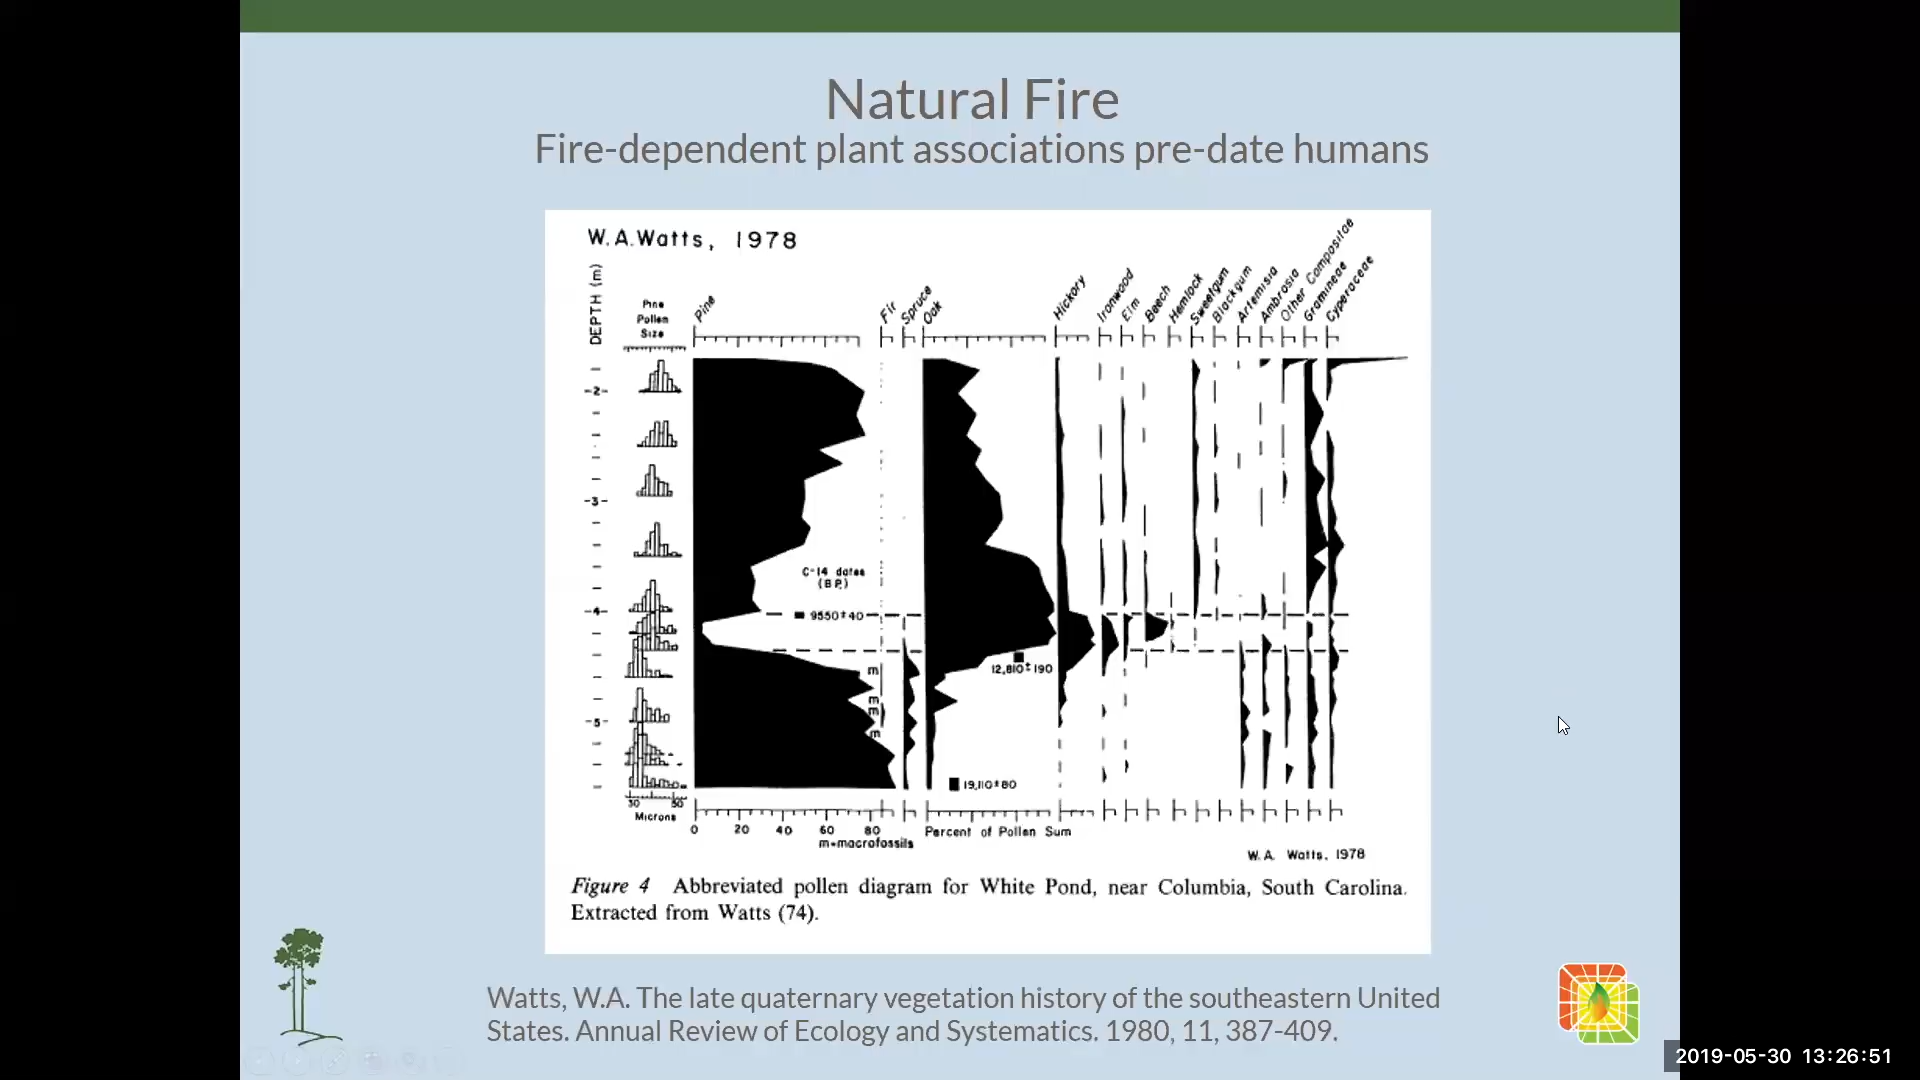 Natural Fire
Fire-dependent plant associations pre-date humans
W.A.Watts, 1978
DEPTH (m)
Pine
Pollen
Size
Pine
Fir
Spruce
Oak
Hickory
Ironwood
Elm
Beech
Hemlock
Sweetgum
Blackgum
Artemisia
Ambrosia
Other Compositae
Gramineae
Cyperaceae
-2-
-3-
C-14 dates
(B.P.)
-4-
9550±40
12,810±190
m
m
m
-5-
m
19,110±80
30 50
Microns
0 20 40 60 80
Percent of Pollen Sum
m=macrofossils
W.A. Watts, 1978
Figure 4 Abbreviated pollen diagram for White Pond, near Columbia, South Carolina.
Extracted from Watts (74).
Watts, W.A. The late quaternary vegetation history of the southeastern United
States. Annual Review of Ecology and Systematics. 1980, 11, 387-409.
2019-05-30 13:26:51